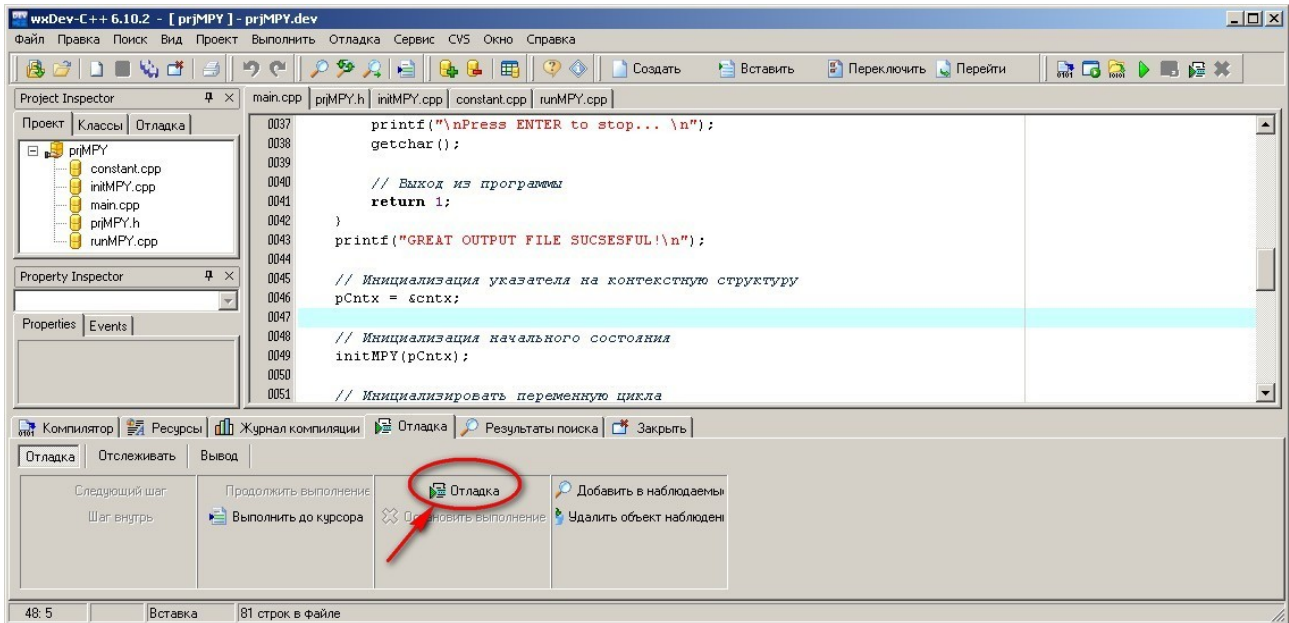 wxDev-C++ 6.10.2 - [ prjMPY ] - prjMPY.dev
Файл Правка Поиск Вид Проект Выполнить Отладка Сервис CVS Окно Справка
Создать Вставить Переключить Перейти
Project Inspector
Проект Классы Отладка
prjMPY
constant.cpp
initMPY.cpp
main.cpp
prjMPY.h
runMPY.cpp
Property Inspector
Properties Events
main.cpp prjMPY.h initMPY.cpp constant.cpp runMPY.cpp
0037 printf("\nPress ENTER to stop... \n");
0038 getchar();
0039
0040 // Выход из программы
0041 return 1;
0042 }
0043 printf("GREAT OUTPUT FILE SUCSESFUL!\n");
0044
0045 // Инициализация указателя на контекстную структуру
0046 pCntx = &cntx;
0047
0048 // Инициализация начального состояния
0049 initMPY(pCntx);
0050
0051 // Инициализировать переменную цикла
Компилятор Ресурсы Журнал компиляции Отладка Результаты поиска Закрыть
Отладка Отслеживать Вывод
Следующий шаг Продолжить выполнение Отладка Добавить в наблюдаемы
Шаг внутрь Выполнить до курсора Остановить выполнение Удалить объект наблюден
48: 5 Вставка 81 строк в файле